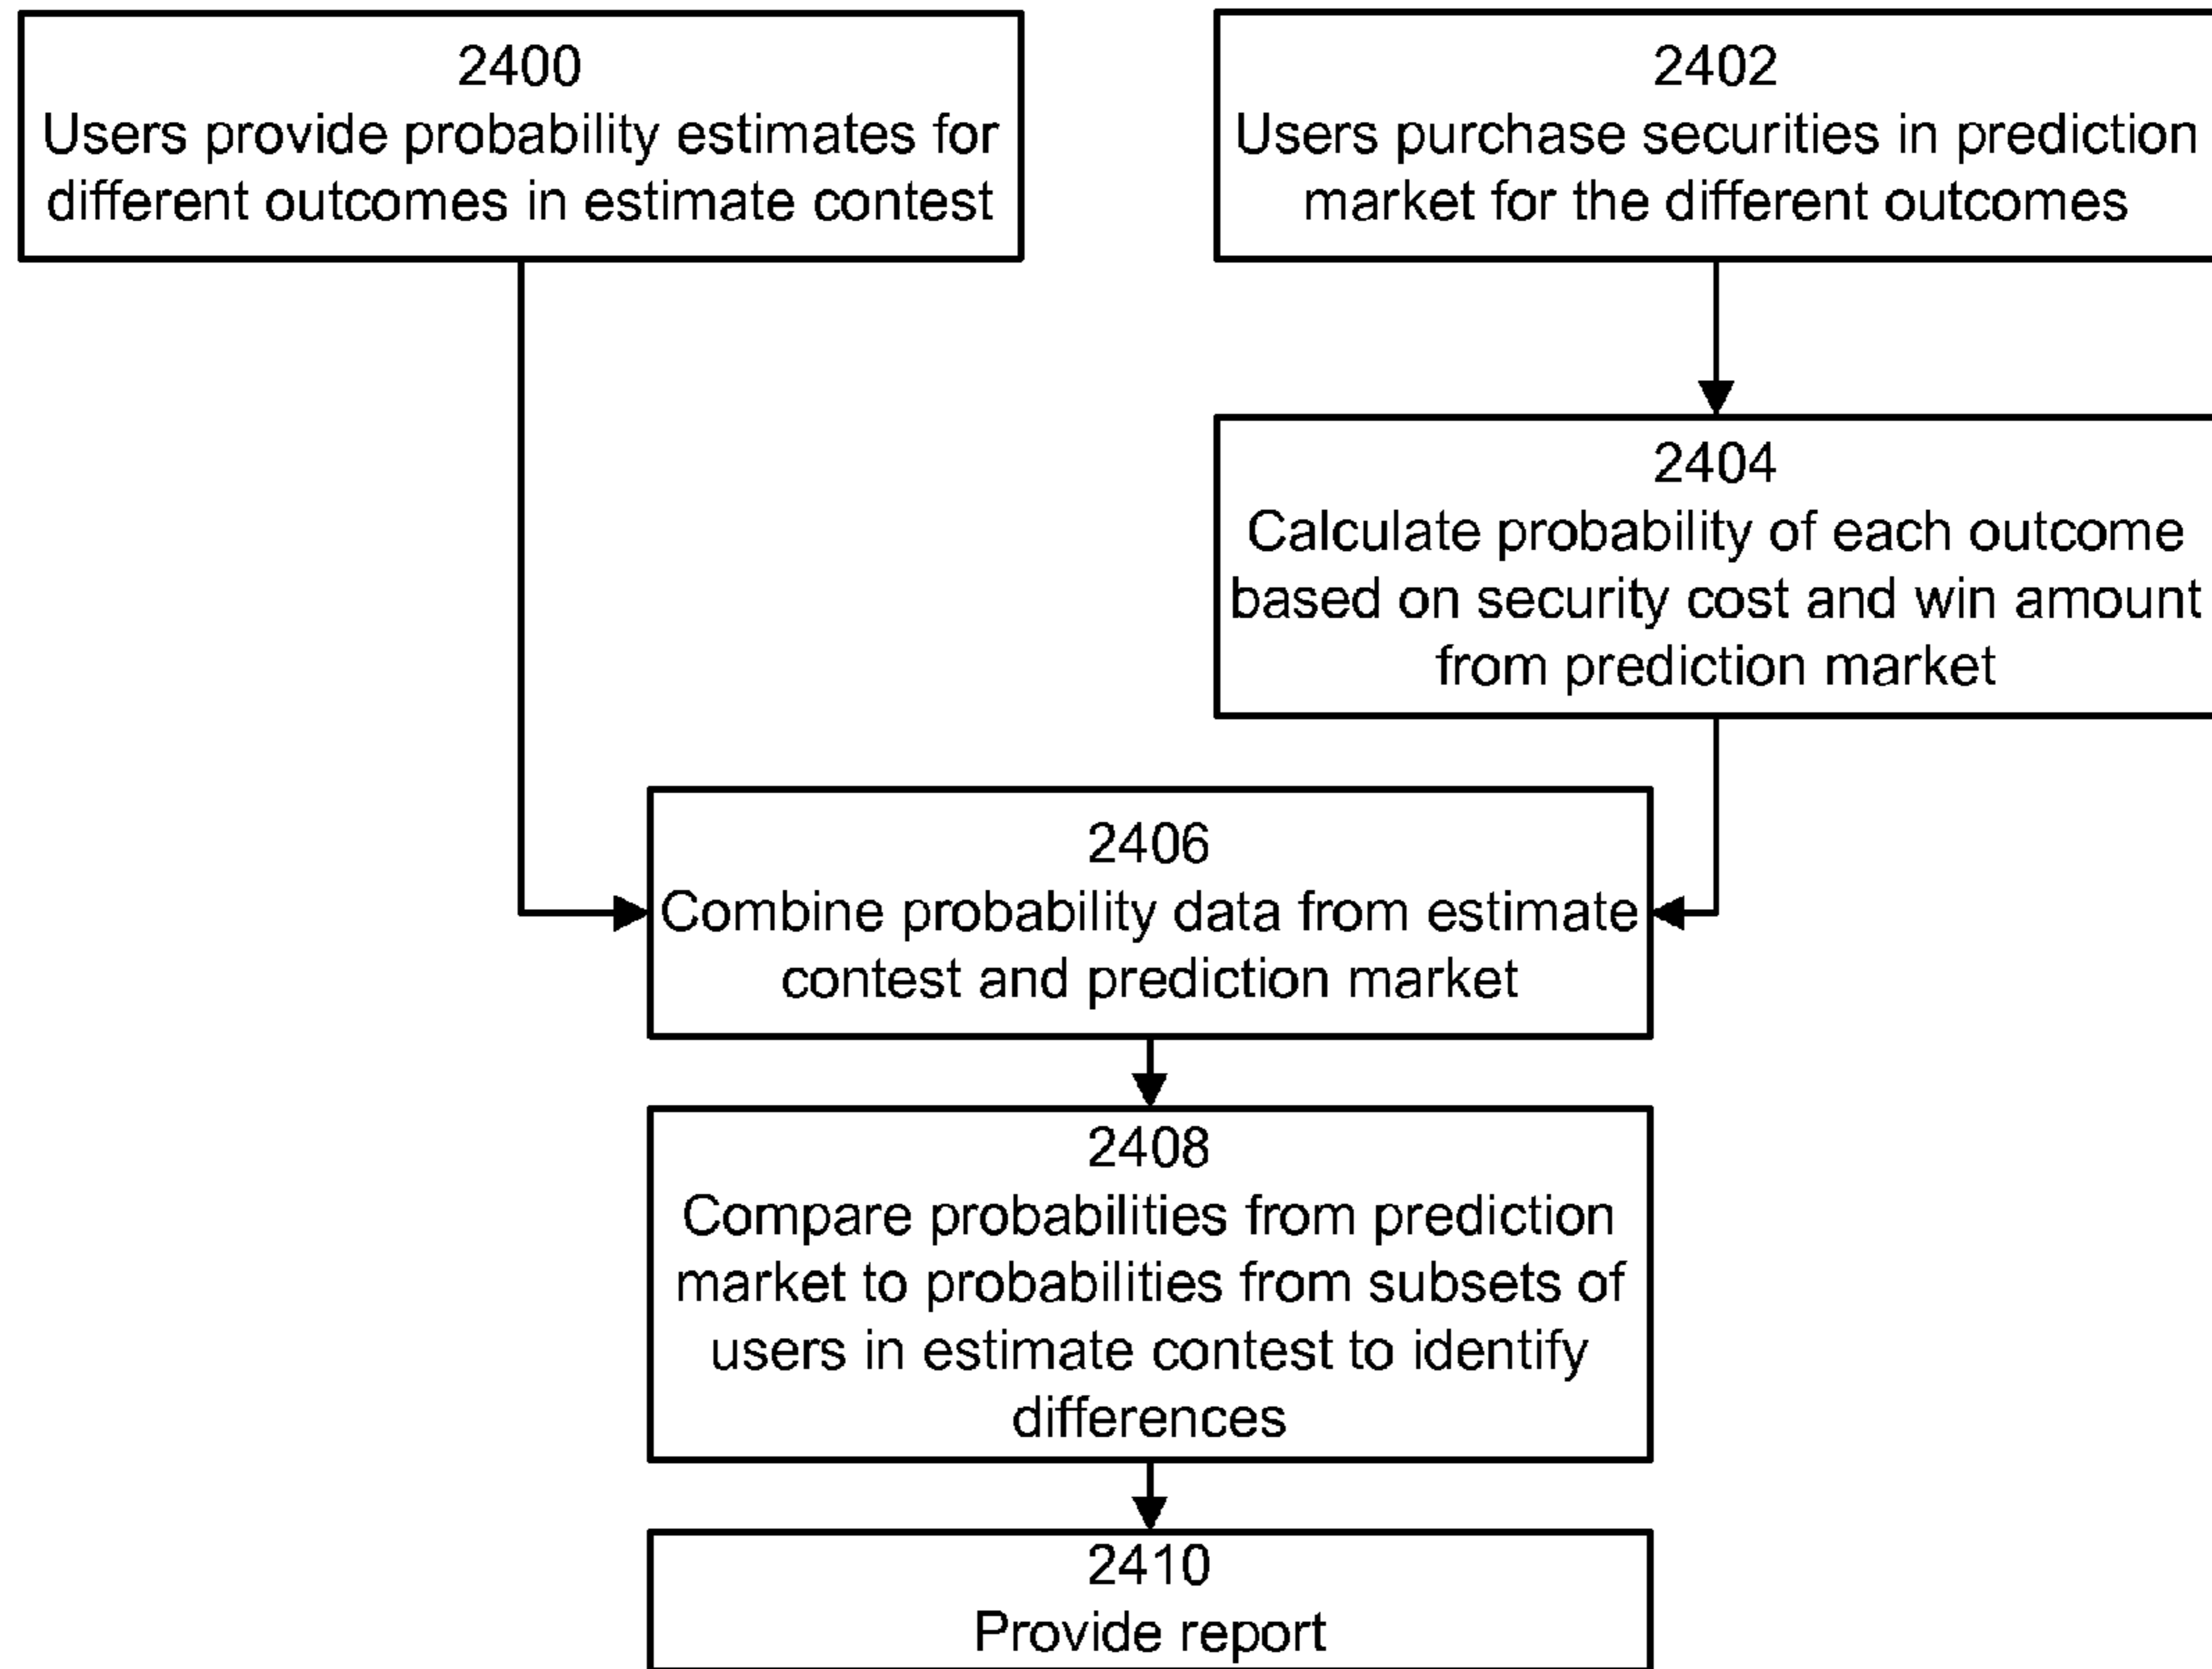 2400
Users provide probability estimates for
different outcomes in estimate contest
2402
Users purchase securities in prediction
market for the different outcomes
2404
Calculate probability of each outcome
based on security cost and win amount
from prediction market
2406
Combine probability data from estimate
contest and prediction market
2408
Compare probabilities from prediction
market to probabilities from subsets of
users in estimate contest to identify
differences
2410
Provide report